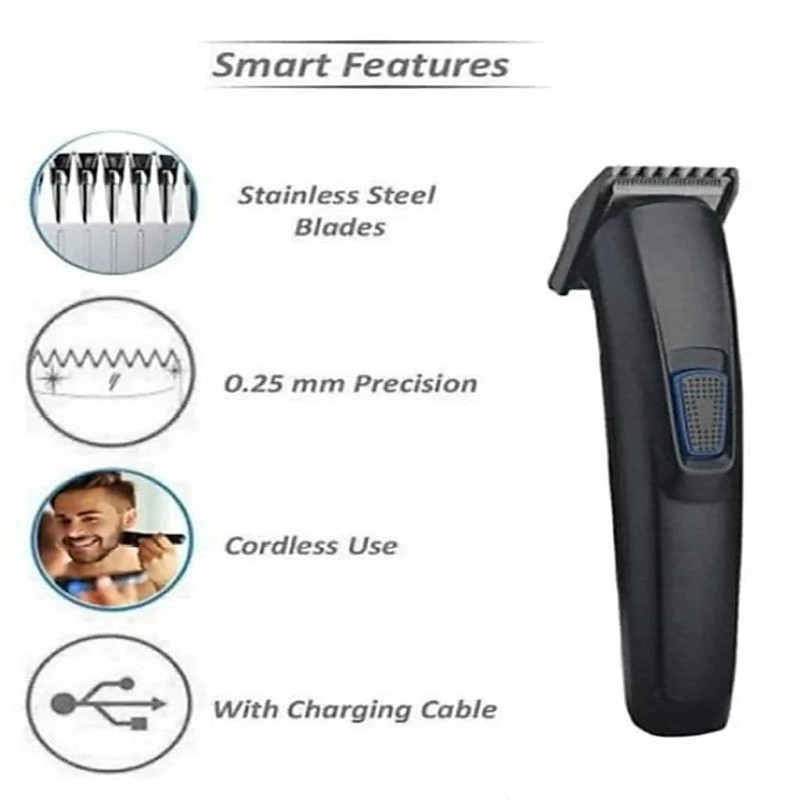 Smart Features
Stainless Steel
Blades
0.25 mm Precision
Cordless Use
With Charging Cable